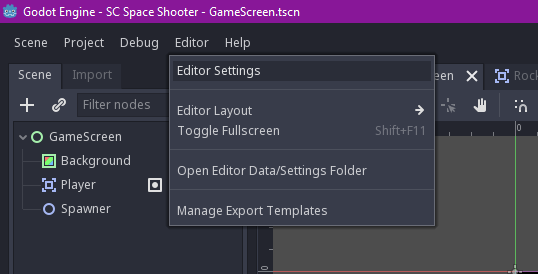 Godot Engine - SC Space Shooter - GameScreen.tscn
Scene Project Debug Editor Help
Scene Import
Editor Settings
een
Rock
Filter nodes
Editor Layout
Toggle Fullscreen Shift+F11
GameScreen
Background
Player
Spawner
Open Editor Data/Settings Folder
Manage Export Templates
0
0